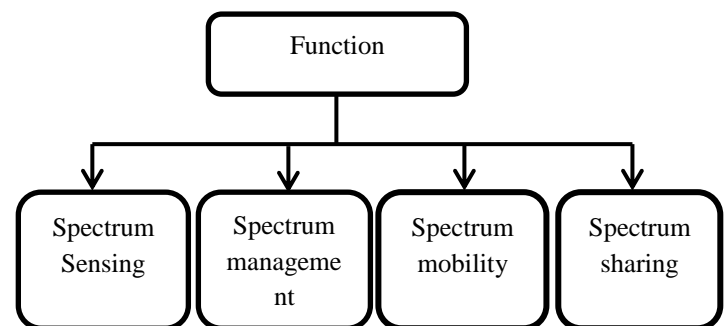 Function
Spectrum
Sensing
Spectrum
manageme
nt
Spectrum
mobility
Spectrum
sharing